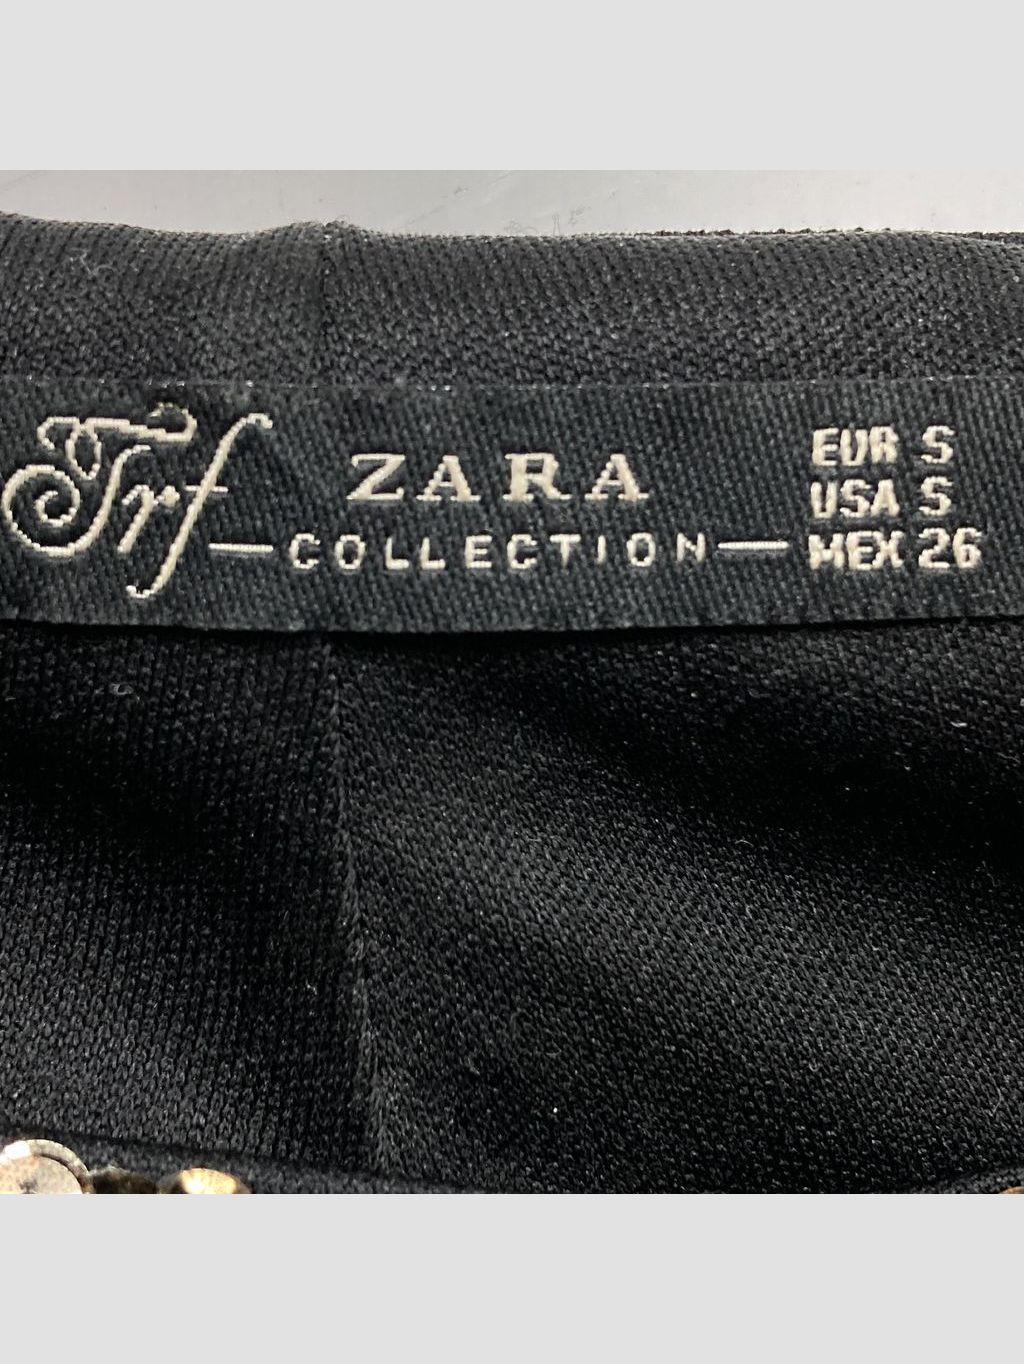 Trf
ZARA
COLLECTION
EUR S
USA S
MEX 26